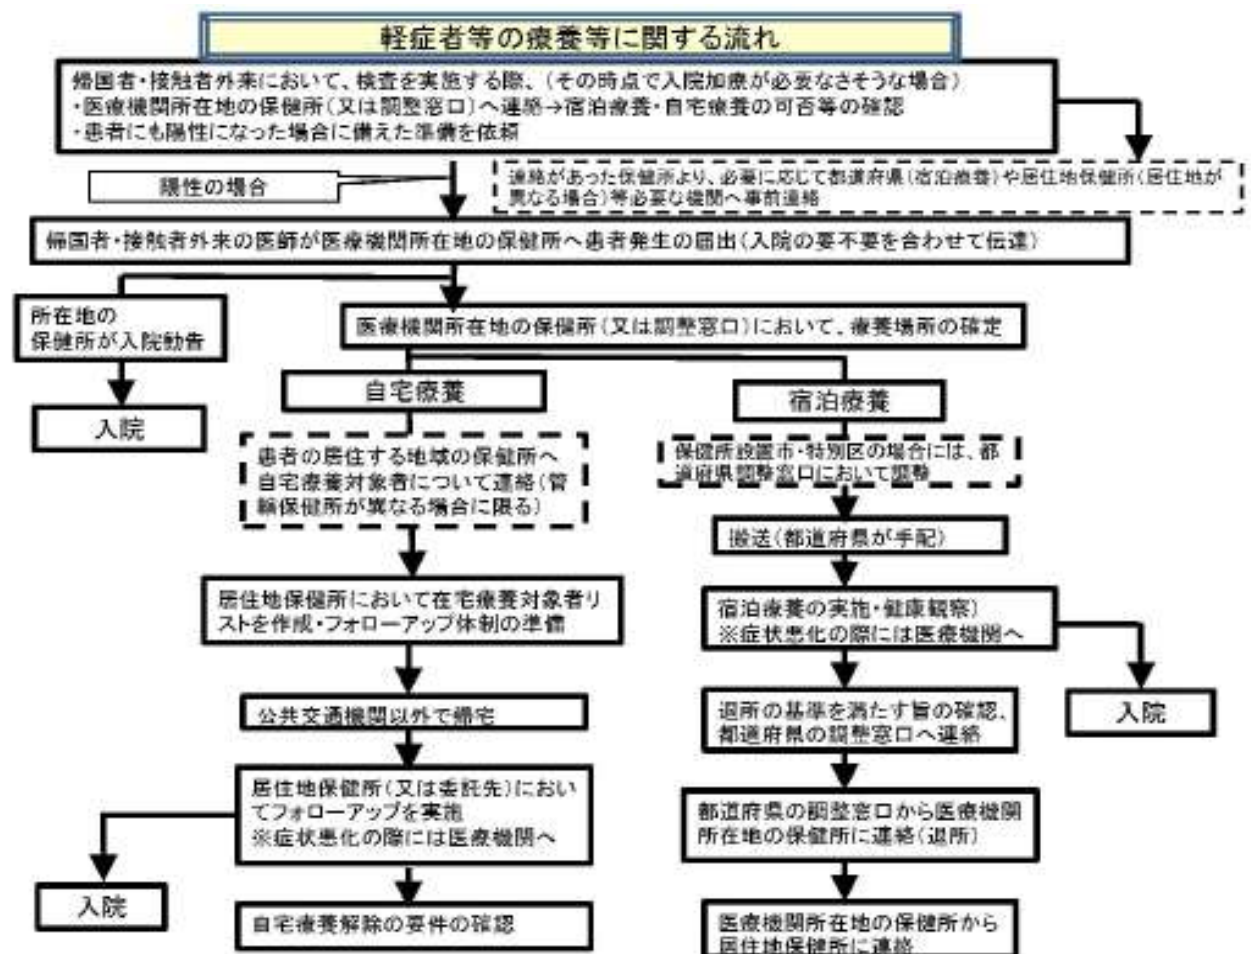 軽症者等の療養等に関する流れ
帰国者・接触者外来において、検査を実施する際、(その時点で入院加療が必要なさそうな場合)
・医療機関所在地の保健所(又は調整窓口)へ連絡→宿泊療養・自宅療養の可否等の確認
・患者にも陽性になった場合に備えた準備を依頼
陽性の場合
連絡があった保健所より、必要に応じて都道府県(宿泊療養)や居住地保健所(居住地が
異なる場合)等必要な機関へ事前連絡
帰国者・接触者外来の医師が医療機関所在地の保健所へ患者発生の届出(入院の要不要を合わせて伝達)
所在地の
保健所が入院勧告
入院
医療機関所在地の保健所(又は調整窓口)において、療養場所の確定
自宅療養
患者の居住する地域の保健所へ
自宅療養対象者について連絡(管
轄保健所が異なる場合に限る)
居住地保健所において在宅療養対象者リ
ストを作成・フォローアップ体制の準備
公共交通機関以外で帰宅
居住地保健所(又は委託先)におい
てフォローアップを実施
※症状悪化の際には医療機関へ
入院
自宅療養解除の要件の確認
宿泊療養
保健所設置市・特別区の場合には、都
道府県調整窓口において調整
搬送(都道府県が手配)
宿泊療養の実施・健康観察)
※症状悪化の際には医療機関へ
入院
退所の基準を満たす旨の確認、
都道府県の調整窓口へ連絡
都道府県の調整窓口から医療機関
所在地の保健所に連絡(退所)
医療機関所在地の保健所から
居住地保健所に連絡